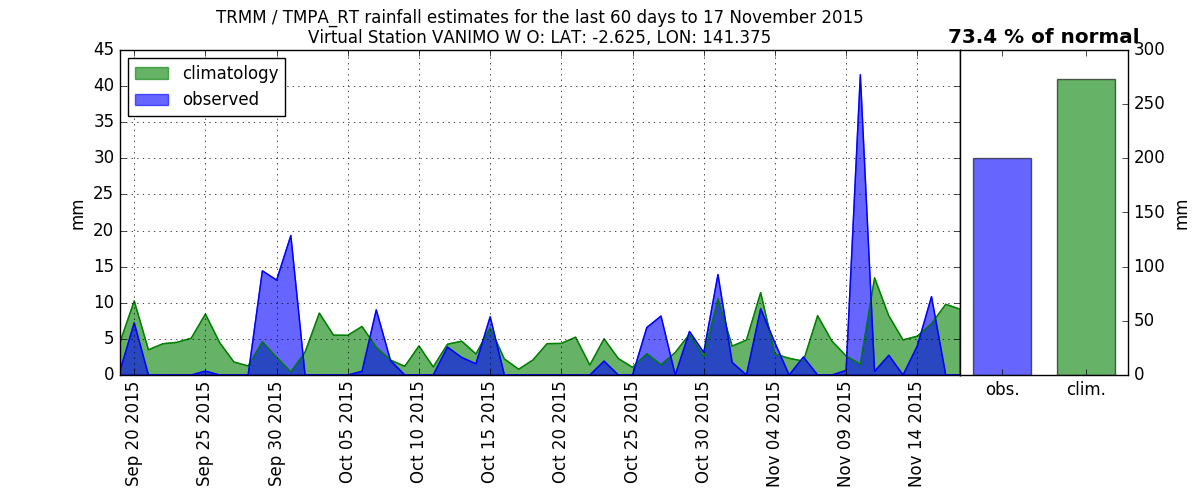 TRMM / TMPA_RT rainfall estimates for the last 60 days to 17 November 2015
Virtual Station VANIMO W O: LAT: -2.625, LON: 141.375
73.4 % of normal
climatology
observed
mm
45
40
35
30
25
20
15
10
5
0
Sep 20 2015
Sep 25 2015
Sep 30 2015
Oct 05 2015
Oct 10 2015
Oct 15 2015
Oct 20 2015
Oct 25 2015
Oct 30 2015
Nov 04 2015
Nov 09 2015
Nov 14 2015
300
250
200
150
100
50
0
mm
obs.
clim.